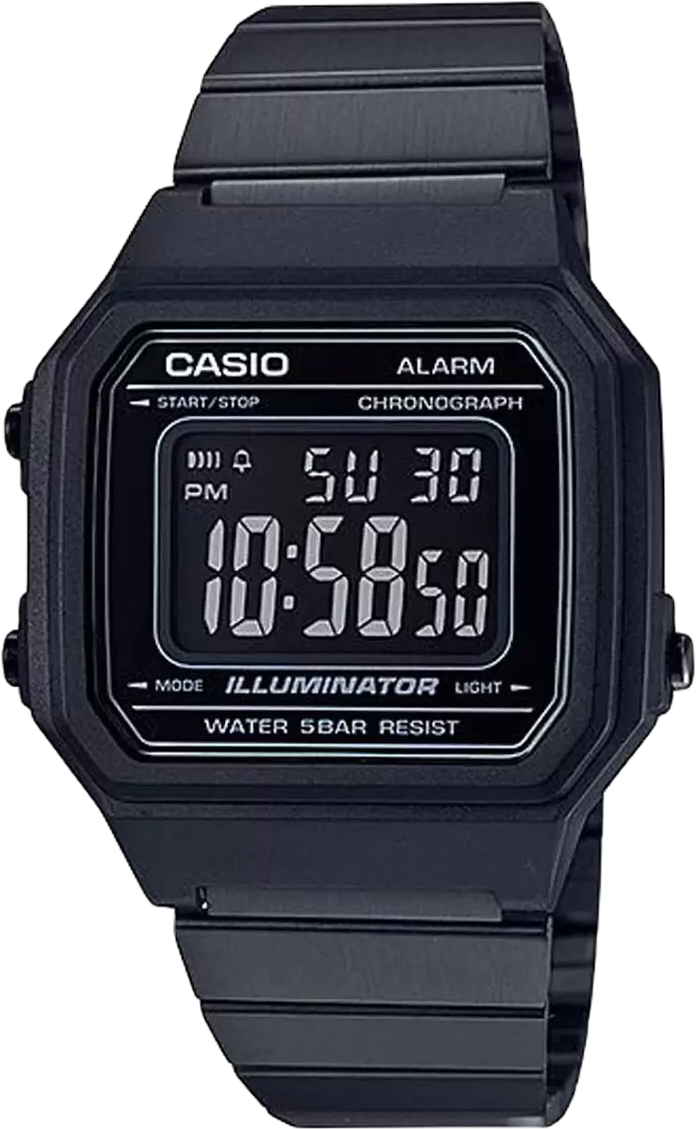 CASIO ALARM
START/STOP CHRONOGRAPH
SU 30
PM
10:58 50
MODE ILLUMINATOR LIGHT
WATER 5BAR RESIST